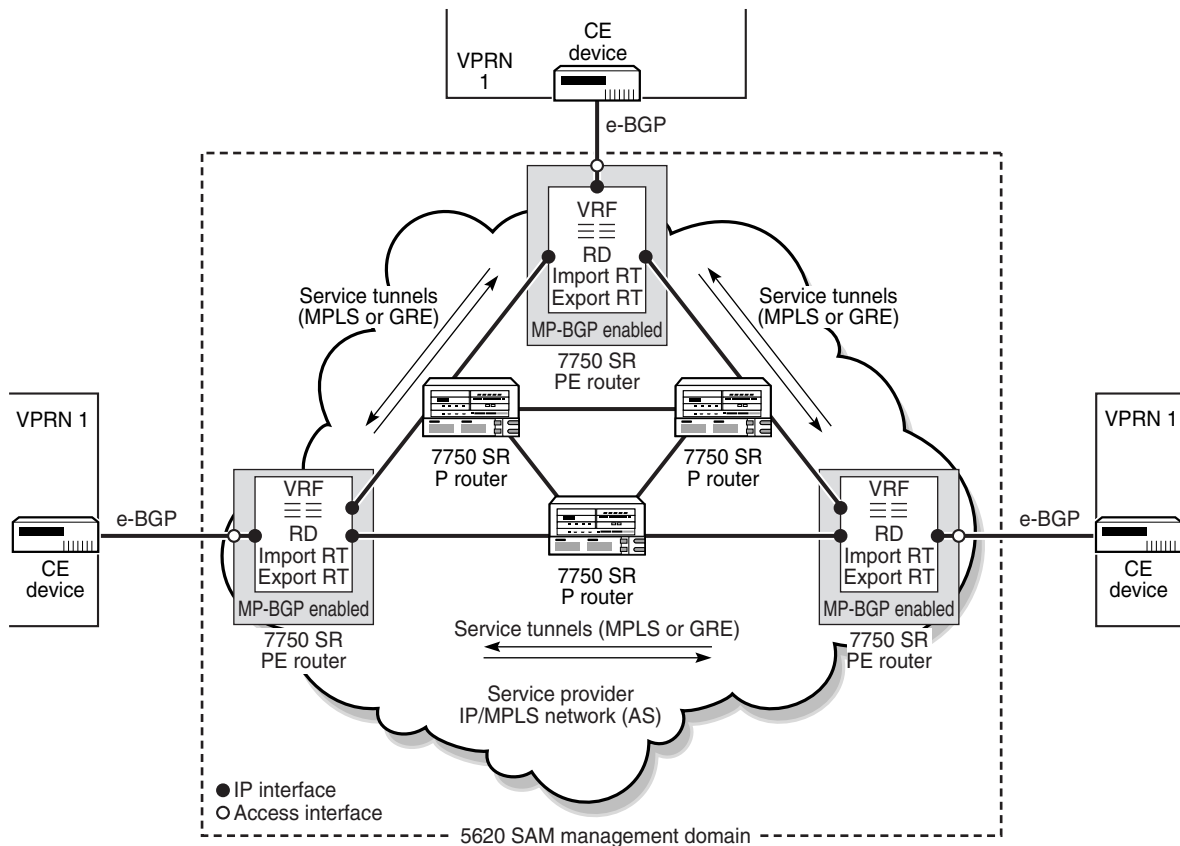 CE
device
VPRN
1
e-BGP
VRF
RD
Import RT
Export RT
MP-BGP enabled
7750 SR
PE router
Service tunnels
(MPLS or GRE)
Service tunnels
(MPLS or GRE)
7750 SR
P router
7750 SR
P router
VPRN 1
CE
device
e-BGP
VRF
RD
Import RT
Export RT
MP-BGP enabled
7750 SR
PE router
7750 SR
P router
VRF
RD
Import RT
Export RT
MP-BGP enabled
7750 SR
PE router
e-BGP
VPRN 1
CE
device
Service tunnels (MPLS or GRE)
Service provider
IP/MPLS network (AS)
IP interface
Access interface
5620 SAM management domain